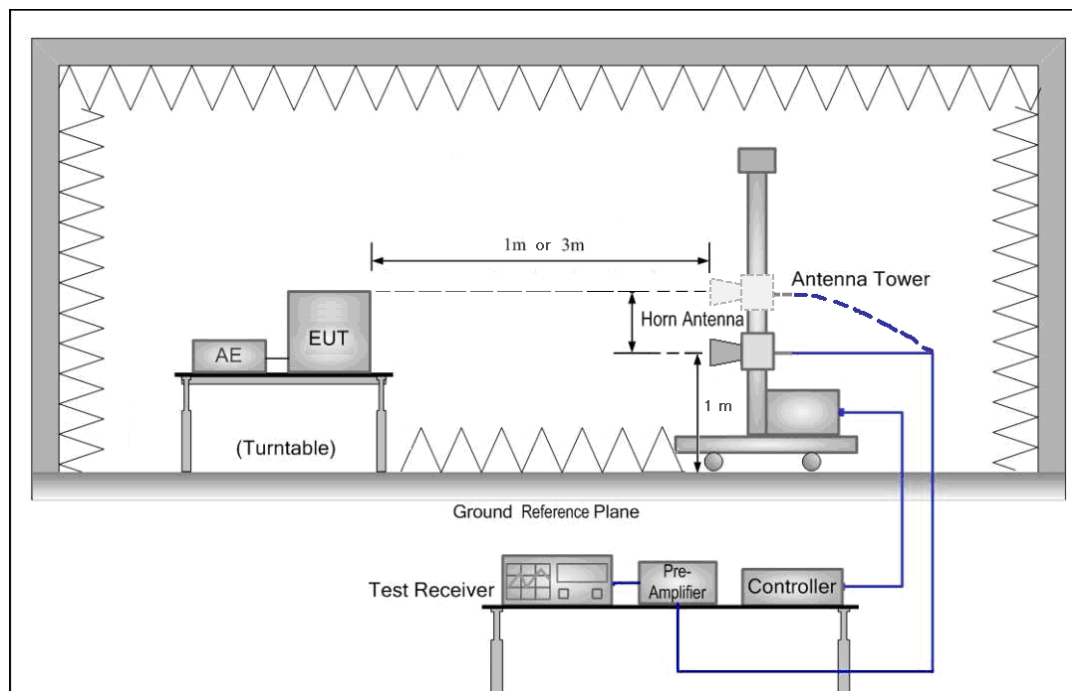 1m or 3m
Antenna Tower
Horn Antenna
EUT
AE
1 m
(Turntable)
Ground Reference Plane
Test Receiver
Pre-
Amplifier
Controller